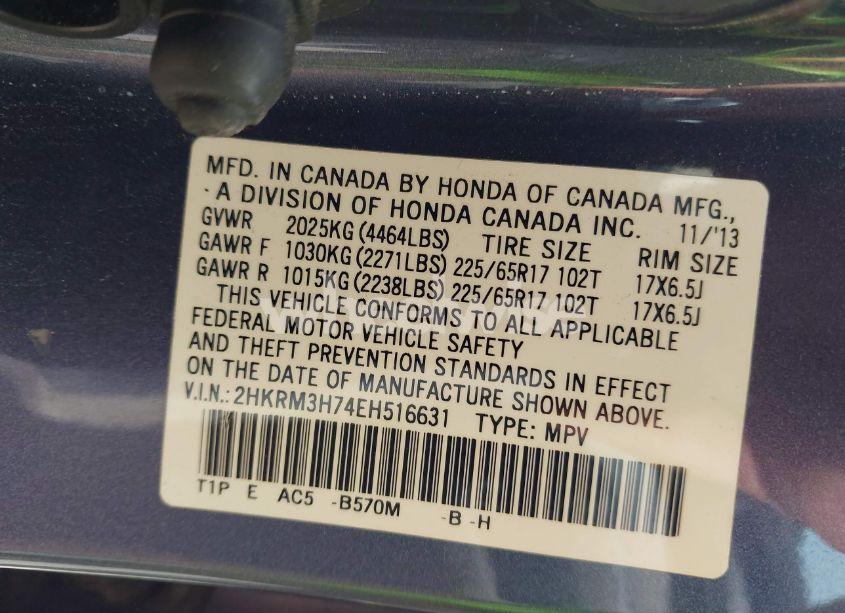 MFD. IN CANADA BY HONDA OF CANADA MFG.,
- A DIVISION OF HONDA CANADA INC. 11/'13
GVWR 2025KG (4464LBS) TIRE SIZE RIM SIZE
GAWR F 1030KG (2271LBS) 225/65R17 102T 17X6.5J
GAWR R 1015KG (2238LBS) 225/65R17 102T 17X6.5J
THIS VEHICLE CONFORMS TO ALL APPLICABLE
FEDERAL MOTOR VEHICLE SAFETY
AND THEFT PREVENTION STANDARDS IN EFFECT
ON THE DATE OF MANUFACTURE SHOWN ABOVE.
V.I.N.: 2HKRM3H74EH516631 TYPE: MPV
T1P E AC5 -B570M -B -H